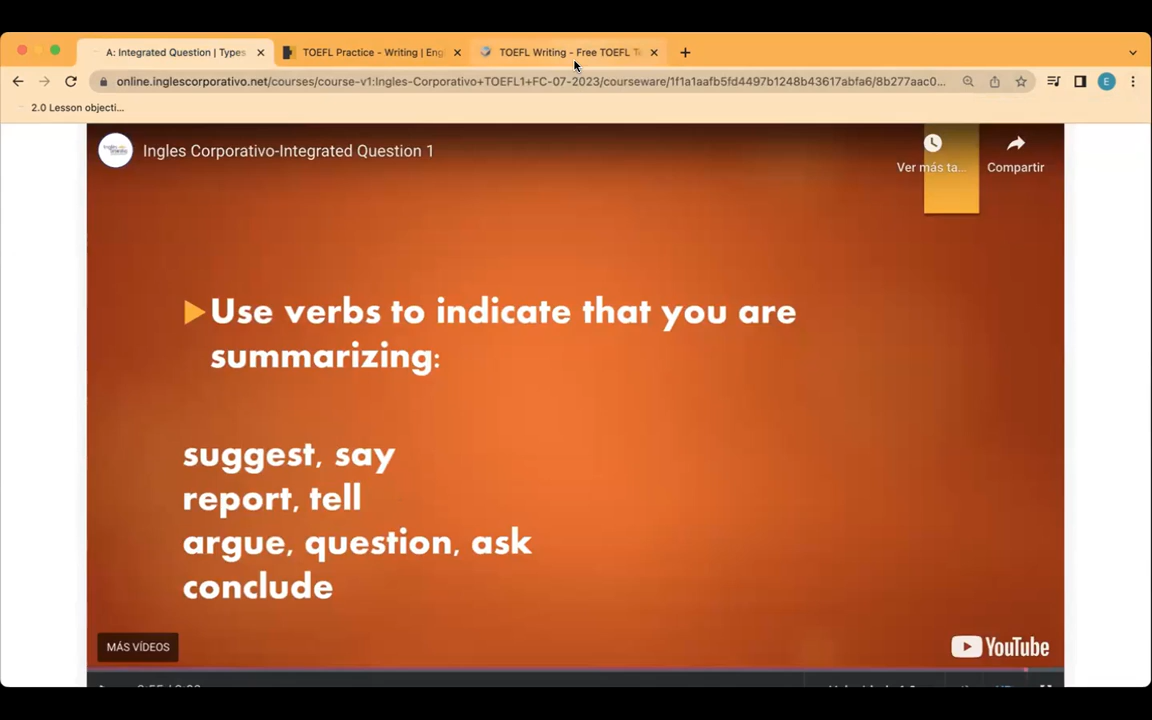 A: Integrated Question | Types
TOEFL Practice - Writing | Eng
TOEFL Writing - Free TOEFL Te
online.inglescorporativo.net/courses/course-v1:Ingles-Corporativo+TOEFL1+FC-07-2023/courseware/1f1a1aafb5fd4497b1248b43617abfa6/8b277aac0...
E
2.0 Lesson objecti...
Ingles Corporativo-Integrated Question 1
Ver más ta...
Compartir
Use verbs to indicate that you are
summarizing:
suggest, say
report, tell
argue, question, ask
conclude
MÁS VÍDEOS
YouTube